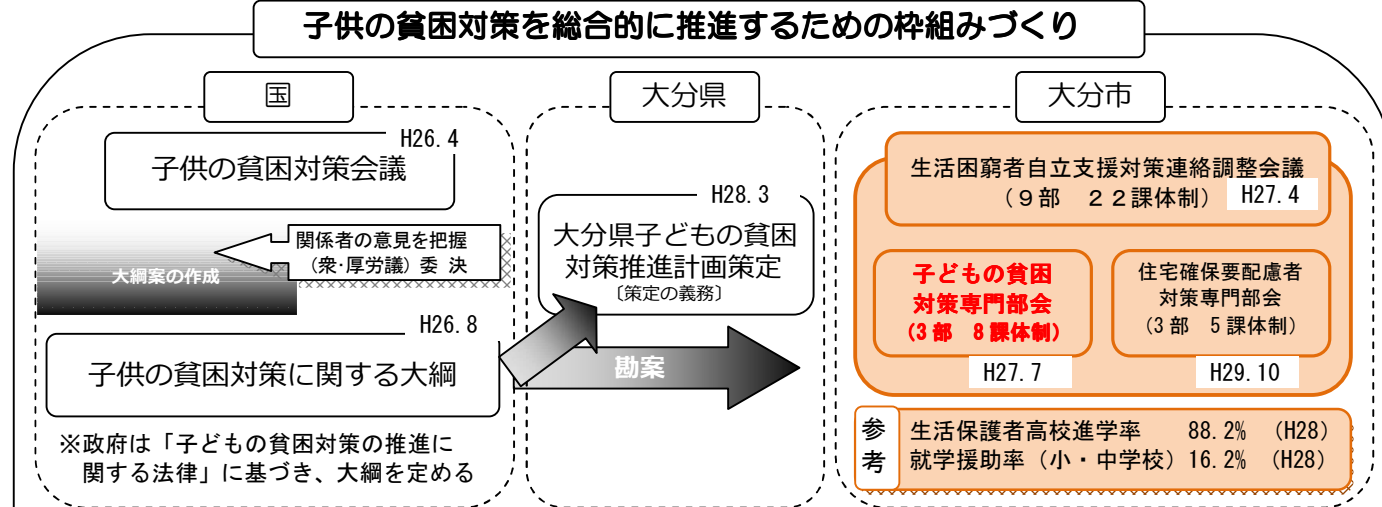 子供の貧困対策を総合的に推進するための枠組みづくり
国
H26.4
子供の貧困対策会議
関係者の意見を把握
（衆・厚労議）委 決
大綱案の作成
H26.8
子供の貧困対策に関する大綱
※政府は「子どもの貧困対策の推進に
関する法律」に基づき、大綱を定める
大分県
H28.3
大分県子どもの貧困
対策推進計画策定
〔策定の義務〕
勘案
大分市
生活困窮者自立支援対策連絡調整会議
（９部　２２課体制） H27.4
子どもの貧困
対策専門部会
（3部　8課体制）
H27.7
住宅確保要配慮者
対策専門部会
（3部　5課体制）
H29.10
参考
生活保護者高校進学率　88.2%　（H28）
就学援助率（小・中学校）16.2%　（H28）